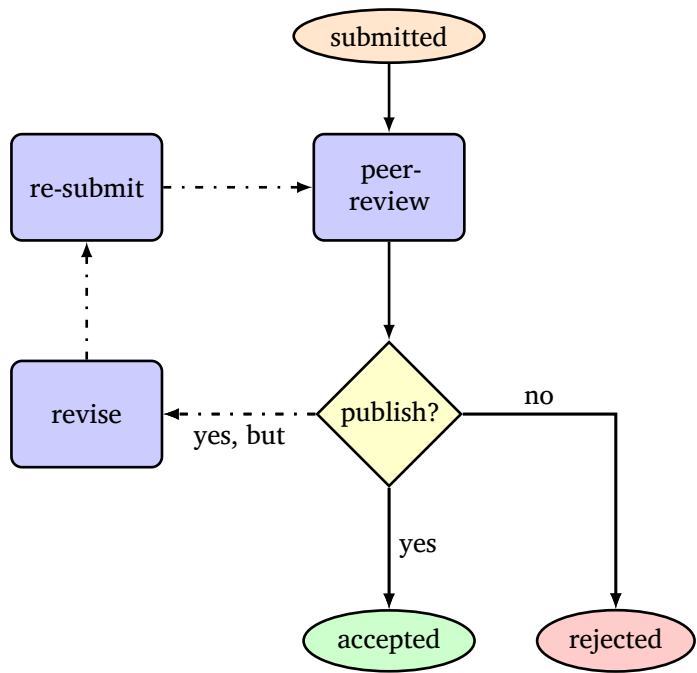 submitted
re-submit
peer-
review
revise
yes, but
publish?
no
yes
accepted
rejected